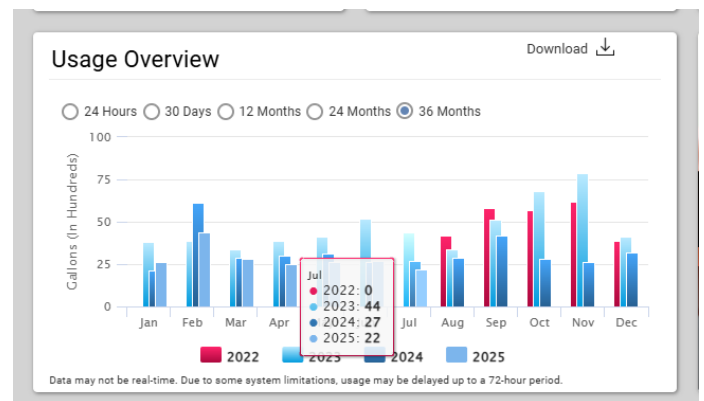 Usage Overview
Download
24 Hours 30 Days 12 Months 24 Months 36 Months
100
75
50
25
0
Gallons (In Hundreds)
Jan Feb Mar Apr Jul Aug Sep Oct Nov Dec
Jul
2022: 0
2023: 44
2024: 27
2025: 22
2022 2023 2024 2025
Data may not be real-time. Due to some system limitations, usage may be delayed up to a 72-hour period.